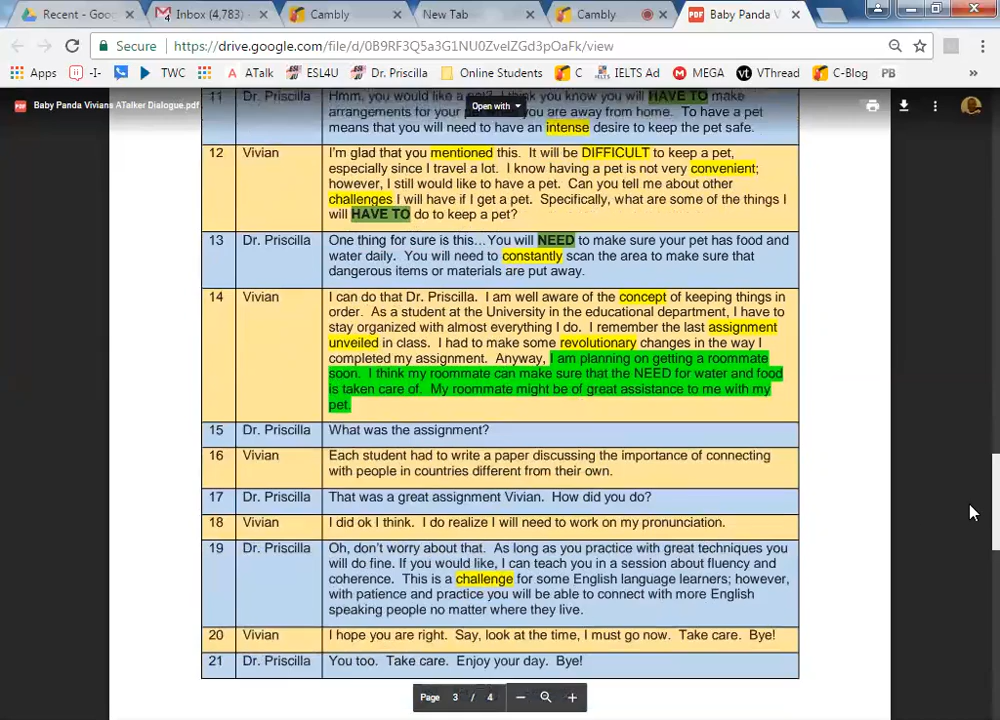 Recent - Goo
Inbox (4,783)
Cambly
New Tab
Cambly
Baby Panda V
Secure
https://drive.google.com/file/d/0B9RF3Q5a3G1NU0ZvelZGd3pOaFk/view
Apps -I- TWC ATalk ESL4U Dr. Priscilla Online Students C IELTS Adv MEGA VThread C-Blog PB »
Baby Panda Vivians ATalker Dialogue.pdf
Open with
11 Dr. Priscilla Hmm, you would like a pet? I think you know you will HAVE TO make
arrangements for your pet when you are away from home. To have a pet
means that you will need to have an intense desire to keep the pet safe.
12 Vivian I'm glad that you mentioned this. It will be DIFFICULT to keep a pet,
especially since I travel a lot. I know having a pet is not very convenient;
however, I still would like to have a pet. Can you tell me about other
challenges I will have if I get a pet. Specifically, what are some of the things I
will HAVE TO do to keep a pet?
13 Dr. Priscilla One thing for sure is this…You will NEED to make sure your pet has food and
water daily. You will need to constantly scan the area to make sure that
dangerous items or materials are put away.
14 Vivian I can do that Dr. Priscilla. I am well aware of the concept of keeping things in
order. As a student at the University in the educational department, I have to
stay organized with almost everything I do. I remember the last assignment
unveiled in class. I had to make some revolutionary changes in the way I
completed my assignment. Anyway, I am planning on getting a roommate
soon. I think my roommate can make sure that the NEED for water and food
is taken care of. My roommate might be of great assistance to me with my
pet.
15 Dr. Priscilla What was the assignment?
16 Vivian Each student had to write a paper discussing the importance of connecting
with people in countries different from their own.
17 Dr. Priscilla That was a great assignment Vivian. How did you do?
18 Vivian I did ok I think. I do realize I will need to work on my pronunciation.
19 Dr. Priscilla Oh, don't worry about that. As long as you practice with great techniques you
will do fine. If you would like, I can teach you in a session about fluency and
coherence. This is a challenge for some English language learners; however,
with patience and practice you will be able to connect with more English
speaking people no matter where they live.
20 Vivian I hope you are right. Say, look at the time, I must go now. Take care. Bye!
21 Dr. Priscilla You too. Take care. Enjoy your day. Bye!
Page 3 / 4